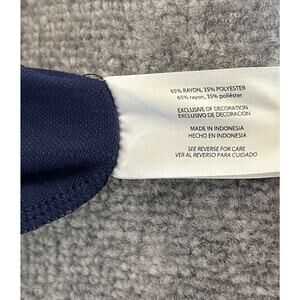 65% RAYON, 35% POLYESTER
65% rayon, 35% poliéster
EXCLUSIVE OF DECORATION
EXCLUSIVO DE DECORACIÓN
MADE IN INDONESIA
HECHO EN INDONESIA
SEE REVERSE FOR CARE
VER AL REVERSO PARA CUIDADO